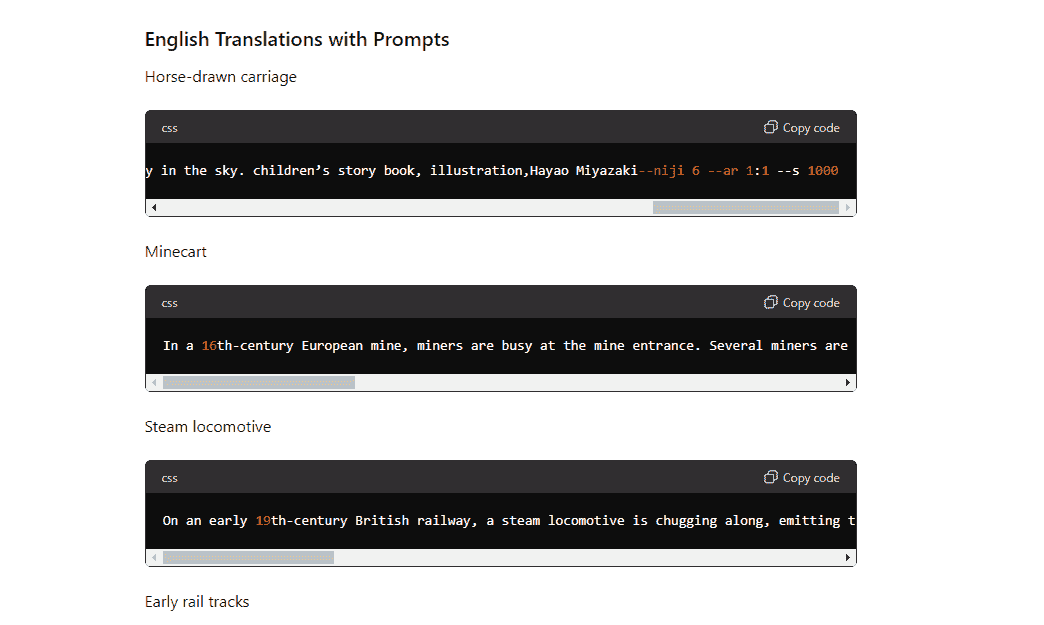 English Translations with Prompts
Horse-drawn carriage
css Copy code
y in the sky. children’s story book, illustration,Hayao Miyazaki--niji 6 --ar 1:1 --s 1000
Minecart
css Copy code
In a 16th-century European mine, miners are busy at the mine entrance. Several miners are
Steam locomotive
css Copy code
On an early 19th-century British railway, a steam locomotive is chugging along, emitting t
Early rail tracks